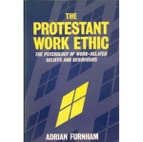 THE
PROTESTANT
WORK ETHIC
THE PSYCHOLOGY OF WORK-RELATED
BELIEFS AND BEHAVIOURS
ADRIAN FURNHAM